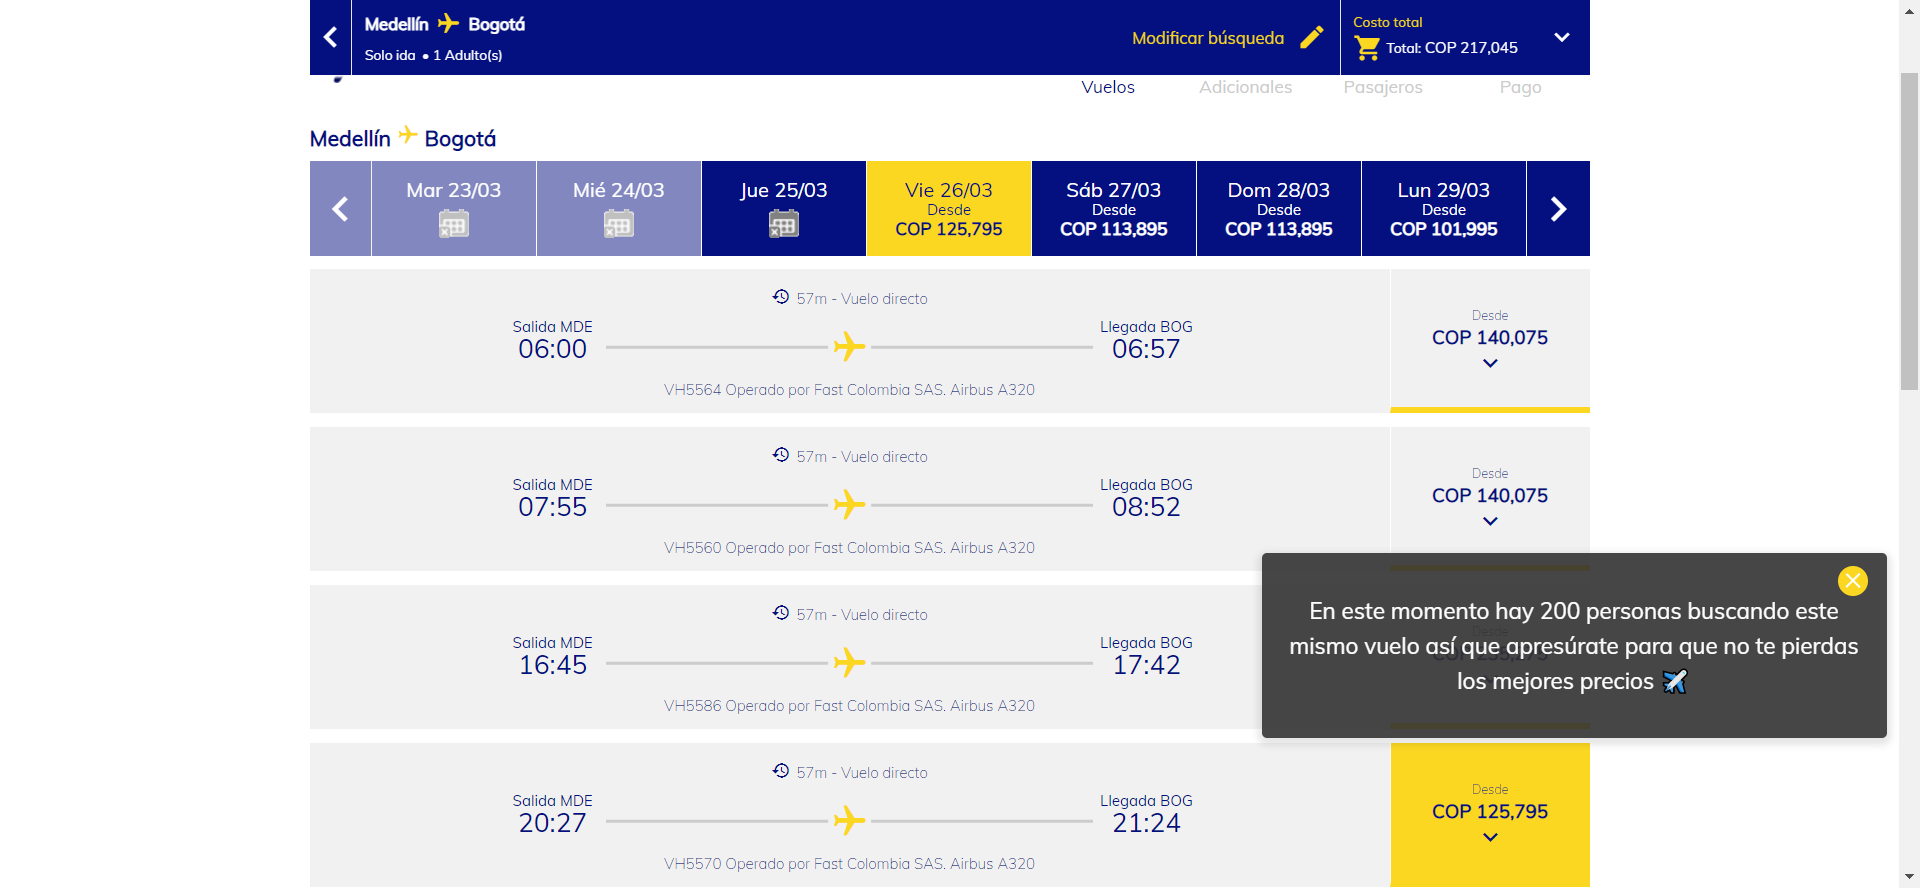 Medellín Bogotá
Solo ida • 1 Adulto(s)
Modificar búsqueda
Costo total
Total: COP 217,045
Vuelos Adicionales Pasajeros Pago
Medellín Bogotá
Mar 23/03
Mié 24/03
Jue 25/03
Vie 26/03
Desde
COP 125,795
Sáb 27/03
Desde
COP 113,895
Dom 28/03
Desde
COP 113,895
Lun 29/03
Desde
COP 101,995
57m - Vuelo directo
Salida MDE
06:00
Llegada BOG
06:57
VH5564 Operado por Fast Colombia SAS. Airbus A320
Desde
COP 140,075
57m - Vuelo directo
Salida MDE
07:55
Llegada BOG
08:52
VH5560 Operado por Fast Colombia SAS. Airbus A320
Desde
COP 140,075
57m - Vuelo directo
Salida MDE
16:45
Llegada BOG
17:42
VH5586 Operado por Fast Colombia SAS. Airbus A320
En este momento hay 200 personas buscando este
mismo vuelo así que apresúrate para que no te pierdas
los mejores precios ✈️
57m - Vuelo directo
Salida MDE
20:27
Llegada BOG
21:24
VH5570 Operado por Fast Colombia SAS. Airbus A320
Desde
COP 125,795